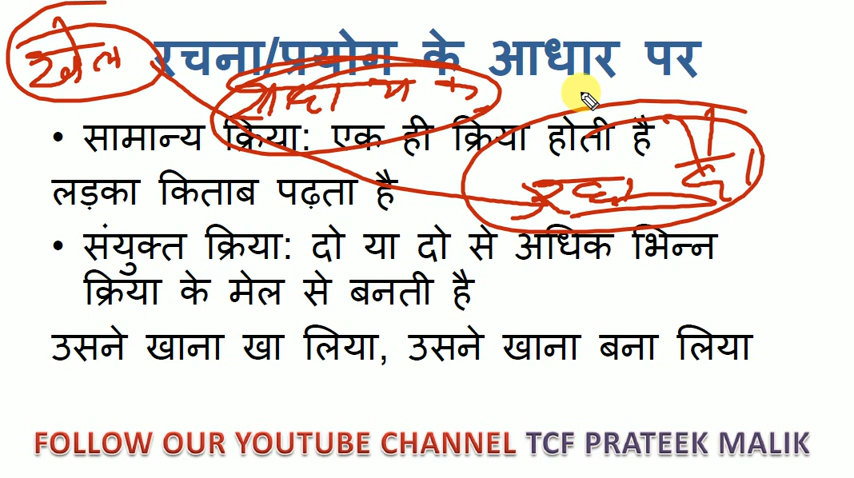 रचना/प्रयोग के आधार पर
• सामान्य क्रिया: एक ही क्रिया होती है
लड़का किताब पढ़ता है
• संयुक्त क्रिया: दो या दो से अधिक भिन्न
क्रिया के मेल से बनती है
उसने खाना खा लिया, उसने खाना बना लिया
FOLLOW OUR YOUTUBE CHANNEL TCF PRATEEK MALIK